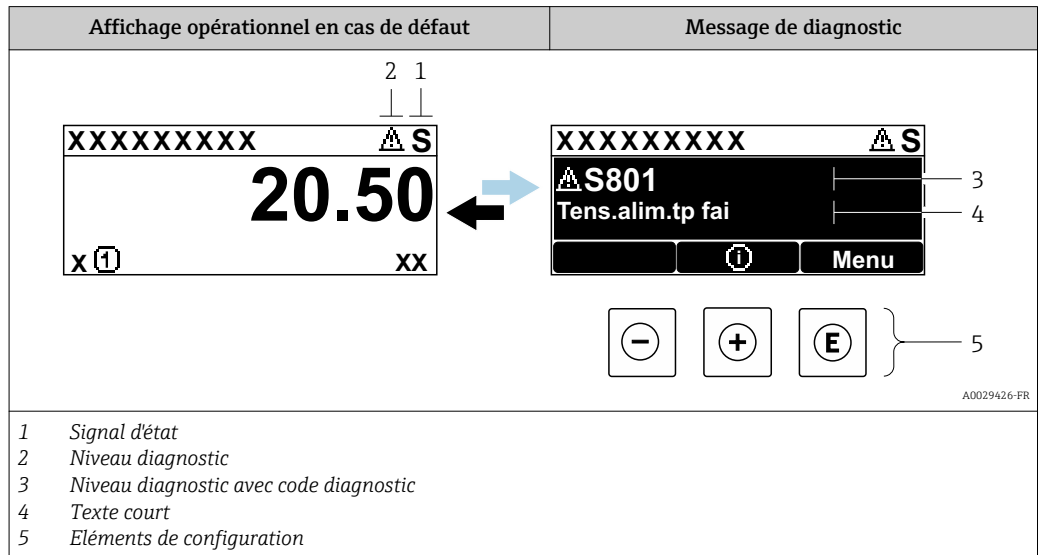 Affichage opérationnel en cas de défaut
Message de diagnostic
2 1
XXXXXXXXX ⚠ S
20.50
X ① XX
XXXXXXXXX ⚠ S
⚠S801
Tens.alim.tp fai
ⓘ Menu
3
4
− + E
5
A0029426-FR
1 Signal d'état
2 Niveau diagnostic
3 Niveau diagnostic avec code diagnostic
4 Texte court
5 Eléments de configuration